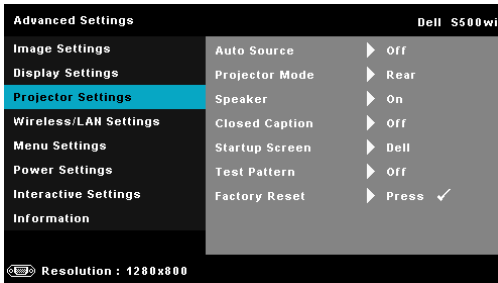 Advanced Settings Dell S500wi
Image Settings
Display Settings
Projector Settings
Wireless/LAN Settings
Menu Settings
Power Settings
Interactive Settings
Information
Auto Source Off
Projector Mode Rear
Speaker On
Closed Caption Off
Startup Screen Dell
Test Pattern Off
Factory Reset Press ✓
Resolution : 1280x800